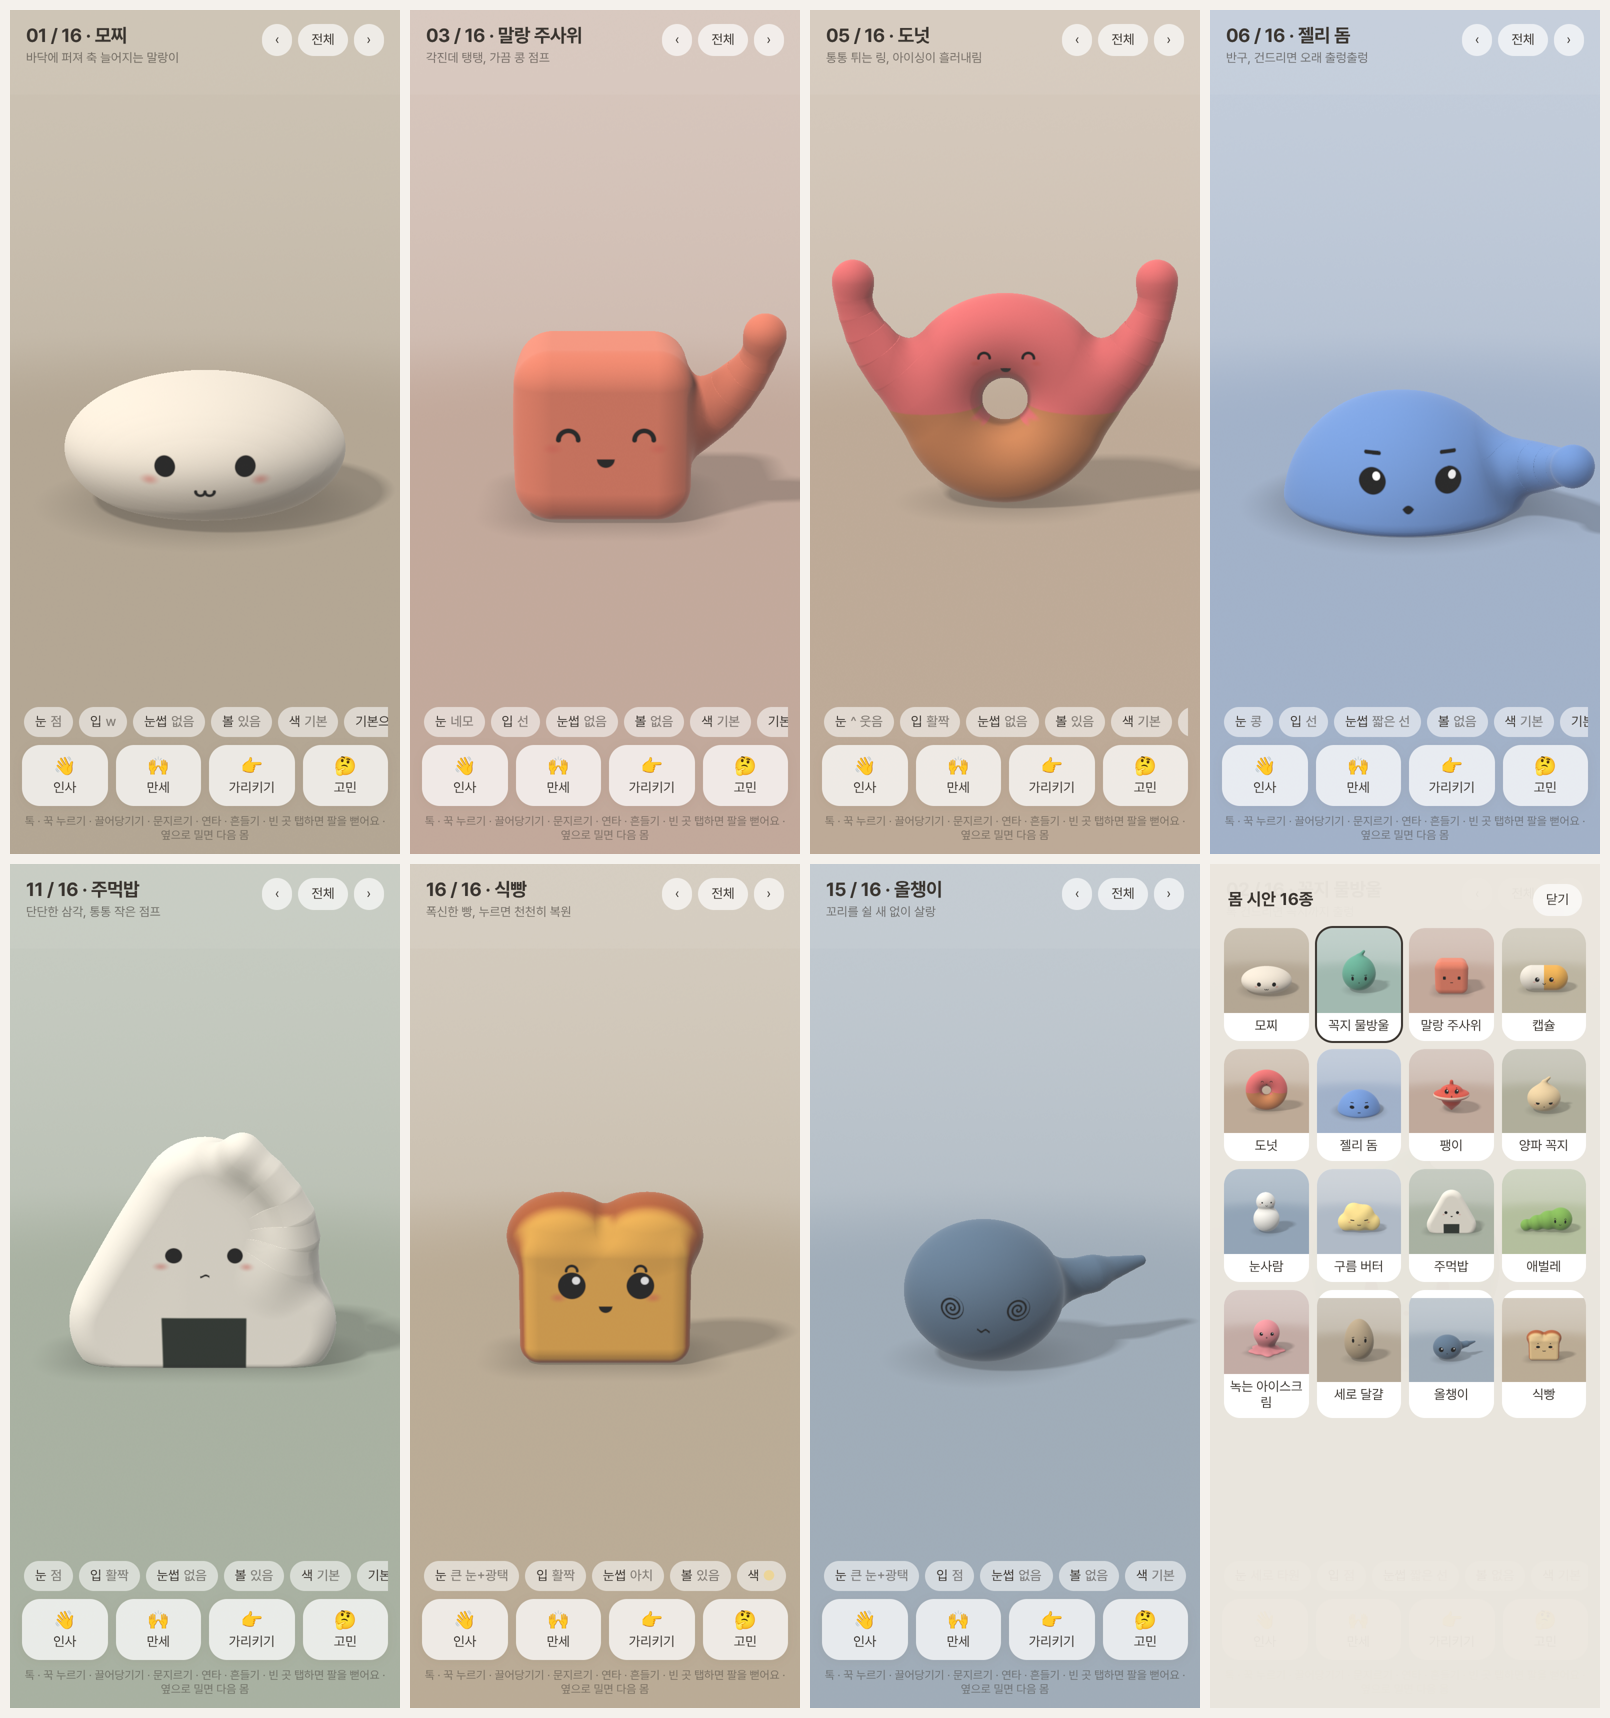 01 / 16 · 모찌
‹ 전체 ›
바닥에 퍼져 축 늘어지는 말랑이
눈 점 입 w 눈썹 없음 볼 있음 색 기본 기본으
👋 🙌 👉 🤔
인사 만세 가리키기 고민
톡 · 꾹 누르기 · 끌어당기기 · 문지르기 · 연타 · 흔들기 · 빈 곳 탭하면 팔을 뻗어요 ·
옆으로 밀면 다음 몸
03 / 16 · 말랑 주사위
‹ 전체 ›
각진데 탱탱, 가끔 콩 점프
눈 네모 입 선 눈썹 없음 볼 없음 색 기본 기본
👋 🙌 👉 🤔
인사 만세 가리키기 고민
톡 · 꾹 누르기 · 끌어당기기 · 문지르기 · 연타 · 흔들기 · 빈 곳 탭하면 팔을 뻗어요 ·
옆으로 밀면 다음 몸
05 / 16 · 도넛
‹ 전체 ›
통통 튀는 링, 아이싱이 흘러내림
눈 ^ 웃음 입 활짝 눈썹 없음 볼 있음 색 기본
👋 🙌 👉 🤔
인사 만세 가리키기 고민
톡 · 꾹 누르기 · 끌어당기기 · 문지르기 · 연타 · 흔들기 · 빈 곳 탭하면 팔을 뻗어요 ·
옆으로 밀면 다음 몸
06 / 16 · 젤리 돔
‹ 전체 ›
반구, 건드리면 오래 출렁출렁
눈 콩 입 선 눈썹 짧은 선 볼 없음 색 기본 기본
👋 🙌 👉 🤔
인사 만세 가리키기 고민
톡 · 꾹 누르기 · 끌어당기기 · 문지르기 · 연타 · 흔들기 · 빈 곳 탭하면 팔을 뻗어요 ·
옆으로 밀면 다음 몸
11 / 16 · 주먹밥
‹ 전체 ›
단단한 삼각, 통통 작은 점프
눈 점 입 활짝 눈썹 없음 볼 있음 색 기본 기본
👋 🙌 👉 🤔
인사 만세 가리키기 고민
톡 · 꾹 누르기 · 끌어당기기 · 문지르기 · 연타 · 흔들기 · 빈 곳 탭하면 팔을 뻗어요 ·
옆으로 밀면 다음 몸
16 / 16 · 식빵
‹ 전체 ›
폭신한 빵, 누르면 천천히 복원
눈 큰 눈+광택 입 활짝 눈썹 아치 볼 있음 색
👋 🙌 👉 🤔
인사 만세 가리키기 고민
톡 · 꾹 누르기 · 끌어당기기 · 문지르기 · 연타 · 흔들기 · 빈 곳 탭하면 팔을 뻗어요 ·
옆으로 밀면 다음 몸
15 / 16 · 올챙이
‹ 전체 ›
꼬리를 쉴 새 없이 살랑
눈 큰 눈+광택 입 점 눈썹 없음 볼 없음 색 기본
👋 🙌 👉 🤔
인사 만세 가리키기 고민
톡 · 꾹 누르기 · 끌어당기기 · 문지르기 · 연타 · 흔들기 · 빈 곳 탭하면 팔을 뻗어요 ·
옆으로 밀면 다음 몸
몸 시안 16종
닫기
모찌 꼭지 물방울 말랑 주사위 캡슐
도넛 젤리 돔 팽이 양파 꼭지
눈사람 구름 버터 주먹밥 애벌레
녹는 아이스크
림
세로 달걀 올챙이 식빵